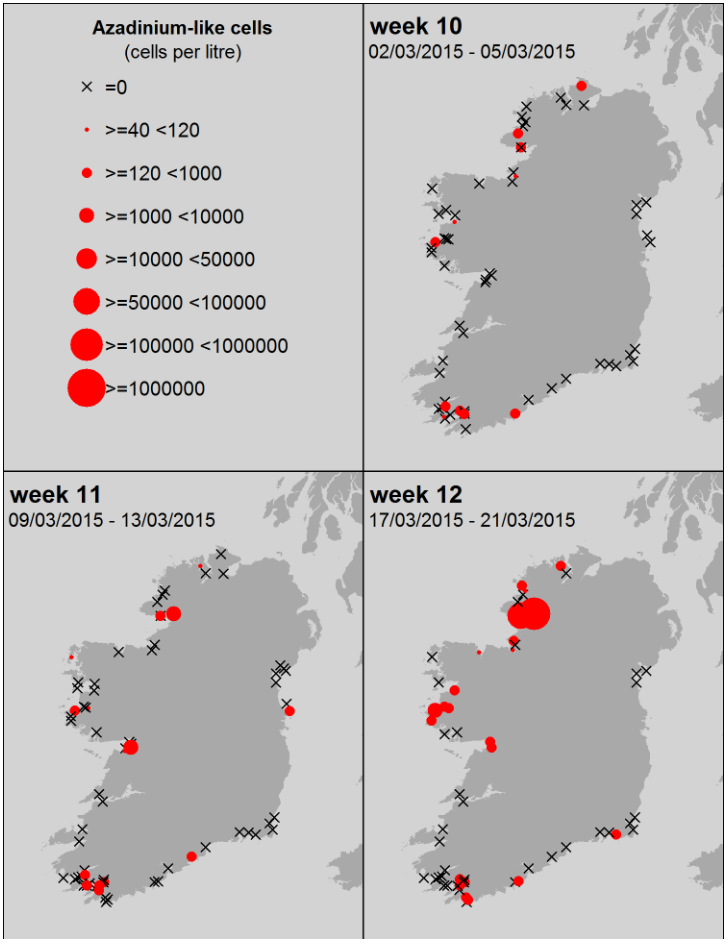 Azadinium-like cells
(cells per litre)
=0
>=40 <120
>=120 <1000
>=1000 <10000
>=10000 <50000
>=50000 <100000
>=100000 <1000000
>=1000000
week 10
02/03/2015 - 05/03/2015
week 11
09/03/2015 - 13/03/2015
week 12
17/03/2015 - 21/03/2015